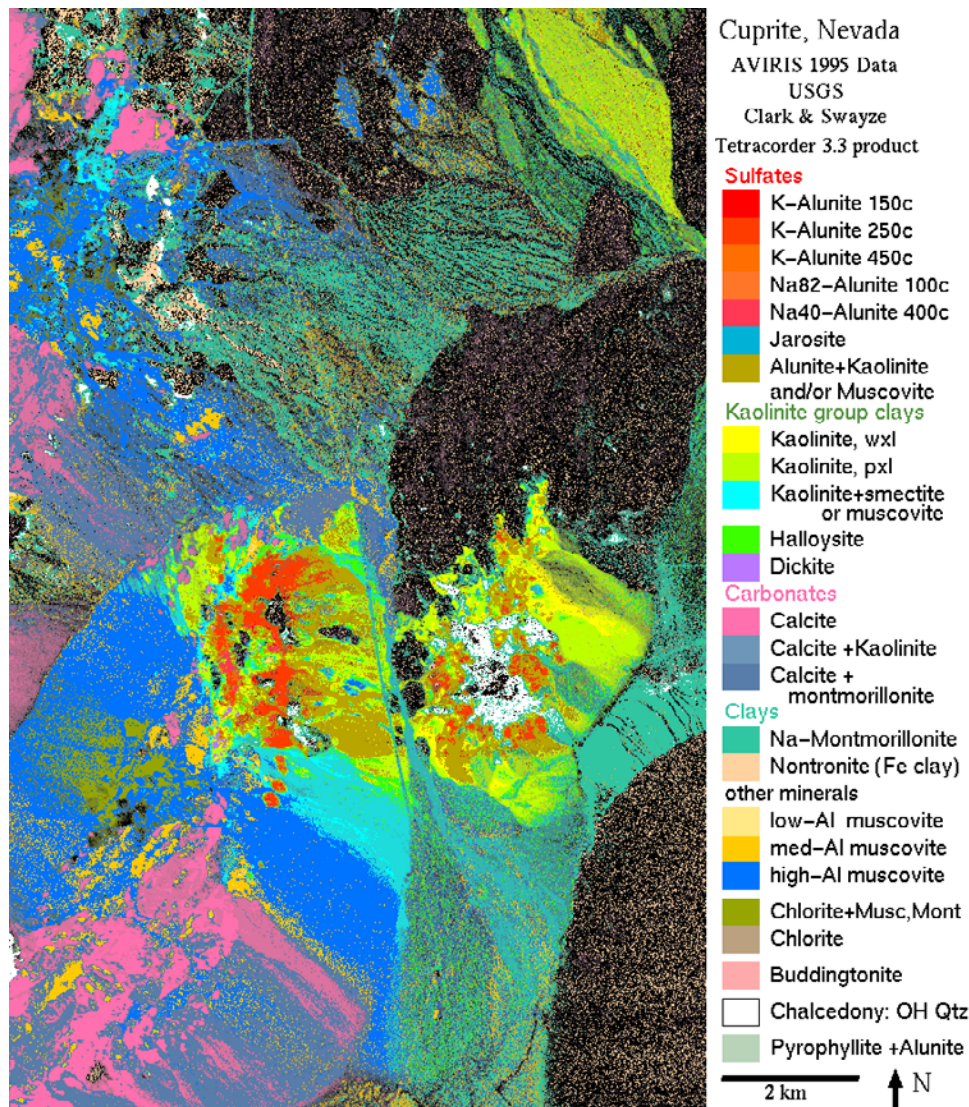 Cuprite, Nevada
AVIRIS 1995 Data
USGS
Clark & Swayze
Tetracorder 3.3 product
Sulfates
K-Alunite 150c
K-Alunite 250c
K-Alunite 450c
Na82-Alunite 100c
Na40-Alunite 400c
Jarosite
Alunite+Kaolinite
and/or Muscovite
Kaolinite group clays
Kaolinite, wxl
Kaolinite, pxl
Kaolinite+smectite
or muscovite
Halloysite
Dickite
Carbonates
Calcite
Calcite +Kaolinite
Calcite +
montmorillonite
Clays
Na-Montmorillonite
Nontronite (Fe clay)
other minerals
low-Al muscovite
med-Al muscovite
high-Al muscovite
Chlorite+Musc,Mont
Chlorite
Buddingtonite
Chalcedony: OH Qtz
Pyrophyllite +Alunite
2 km
N